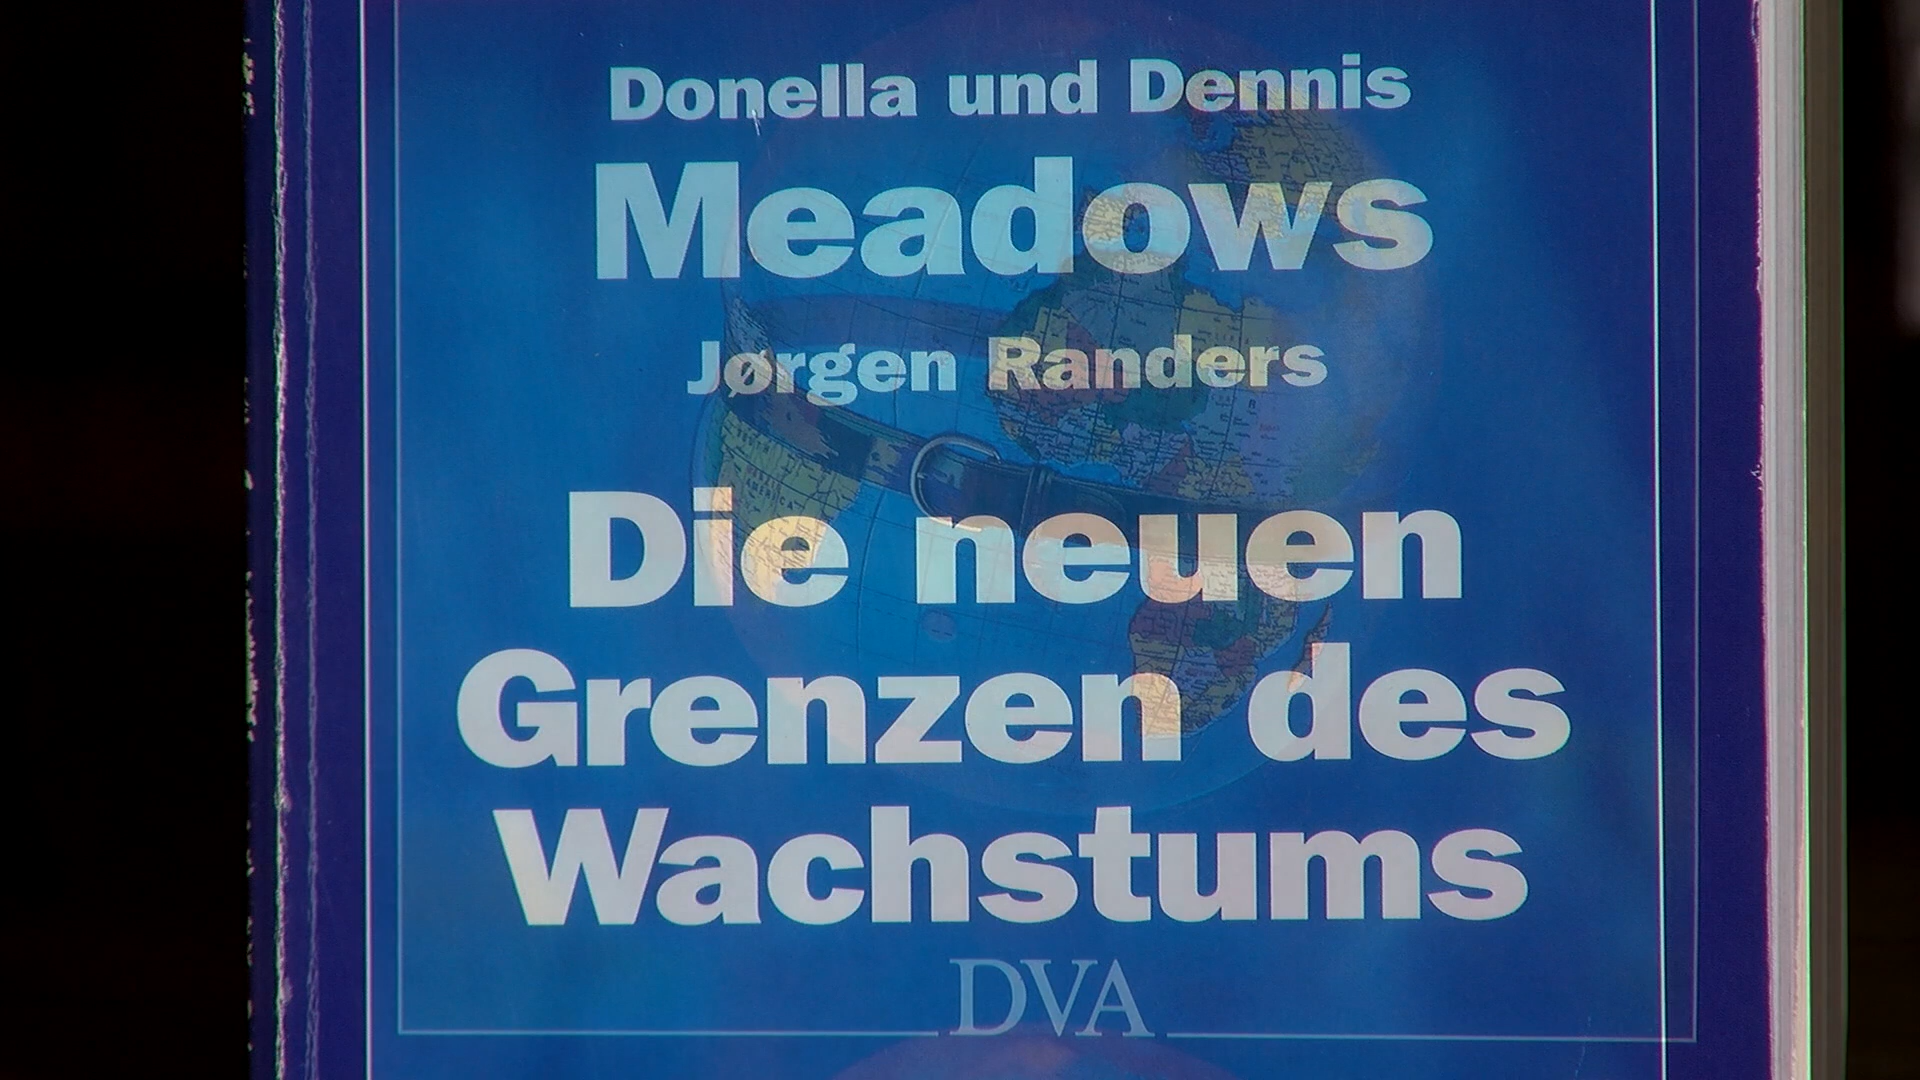 Donella und Dennis
Meadows
Jørgen Randers
Die neuen
Grenzen des
Wachstums
DVA